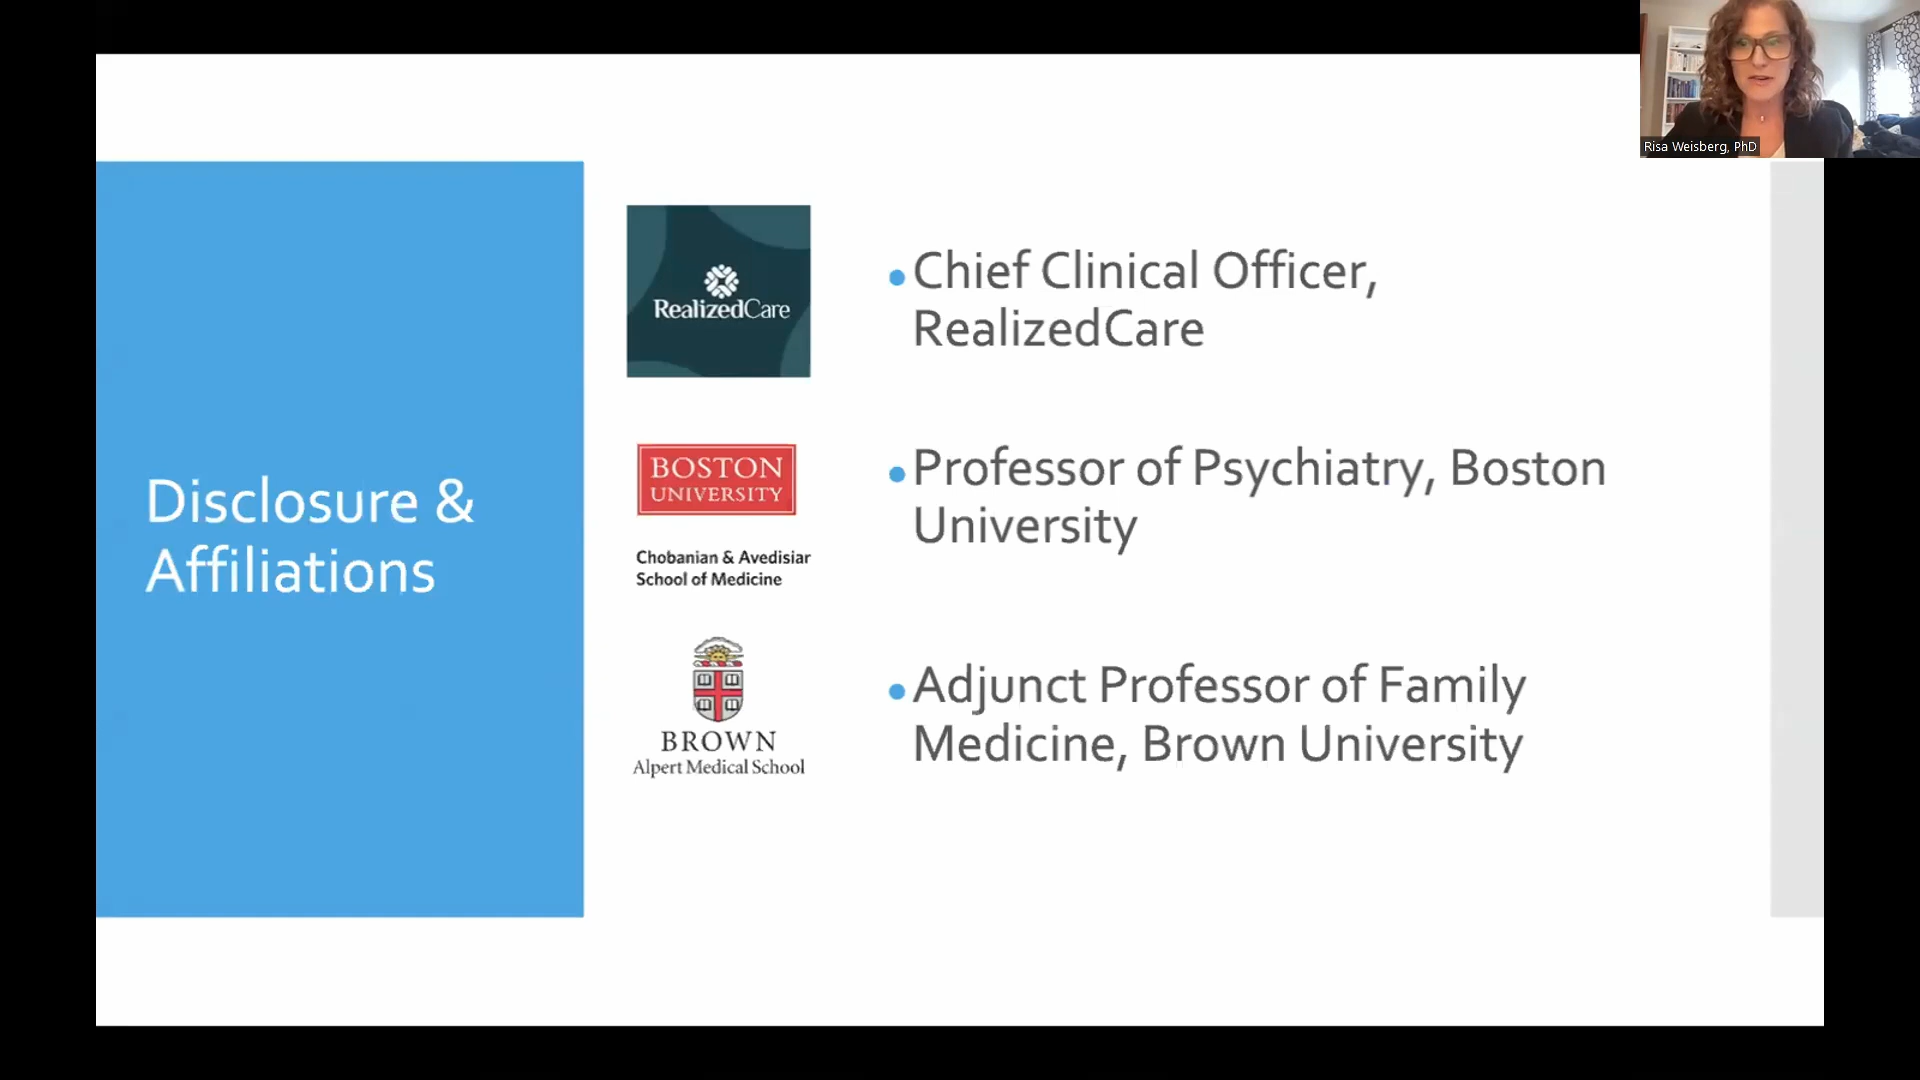 Risa Weisberg, PhD
Disclosure &
Affiliations
RealizedCare
Chief Clinical Officer,
RealizedCare
BOSTON
UNIVERSITY
Chobanian & Avedisiar
School of Medicine
Professor of Psychiatry, Boston
University
BROWN
Alpert Medical School
Adjunct Professor of Family
Medicine, Brown University